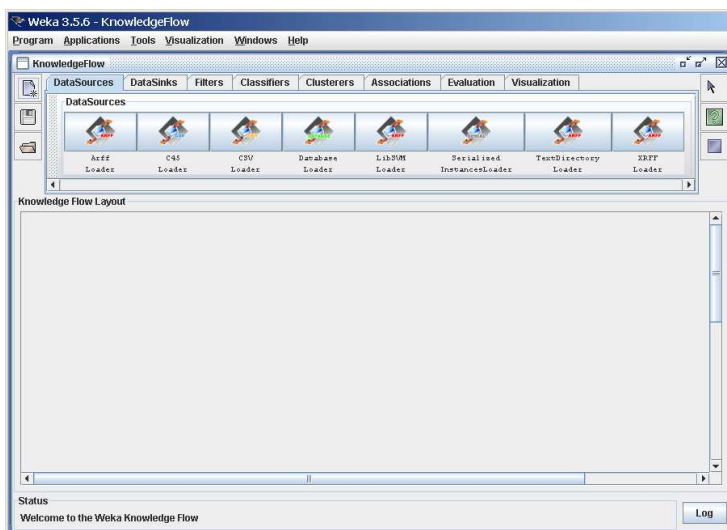 Weka 3.5.6 - KnowledgeFlow
Program Applications Tools Visualization Windows Help
KnowledgeFlow
DataSources DataSinks Filters Classifiers Clusterers Associations Evaluation Visualization
DataSources
Arff Loader
C45 Loader
CSV Loader
Database Loader
LibSVM Loader
Serialized InstancesLoader
TextDirectory Loader
XRFF Loader
Knowledge Flow Layout
Status
Welcome to the Weka Knowledge Flow
Log